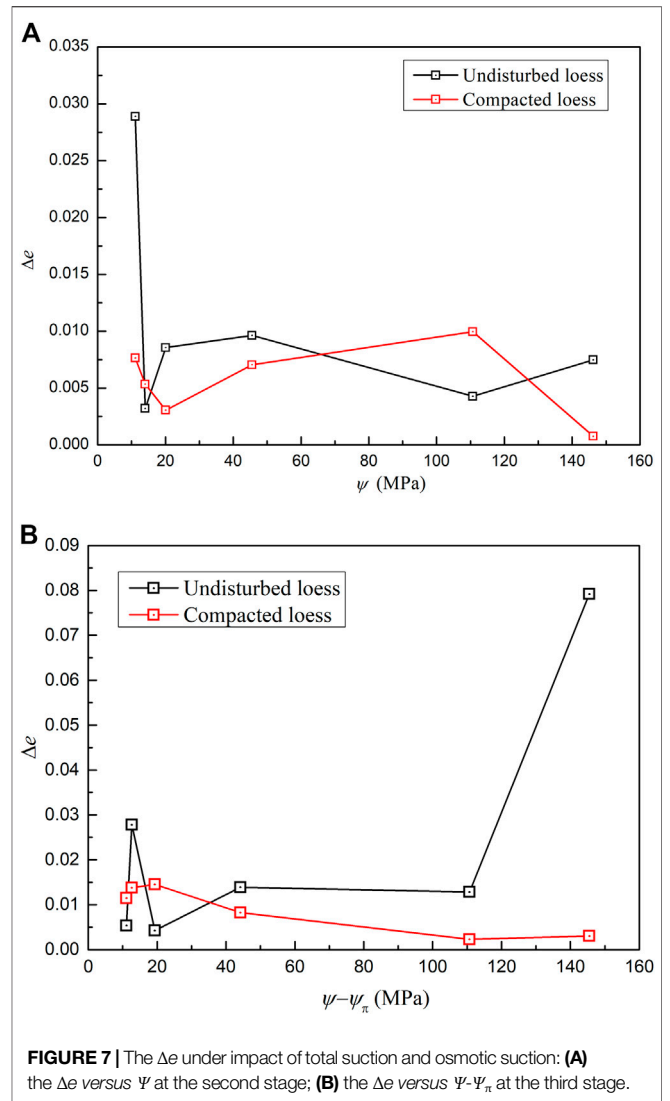 A
0.035
0.030
0.025
0.020
0.015
0.010
0.005
0.000
Δe
Undisturbed loess
Compacted loess
0 20 40 60 80 100 120 140 160
ψ (MPa)
B
0.09
0.08
0.07
0.06
0.05
0.04
0.03
0.02
0.01
0.00
Δe
Undisturbed loess
Compacted loess
0 20 40 60 80 100 120 140 160
ψ−ψπ (MPa)
FIGURE 7 | The Δe under impact of total suction and osmotic suction: (A)
the Δe versus Ψ at the second stage; (B) the Δe versus Ψ-Ψπ at the third stage.